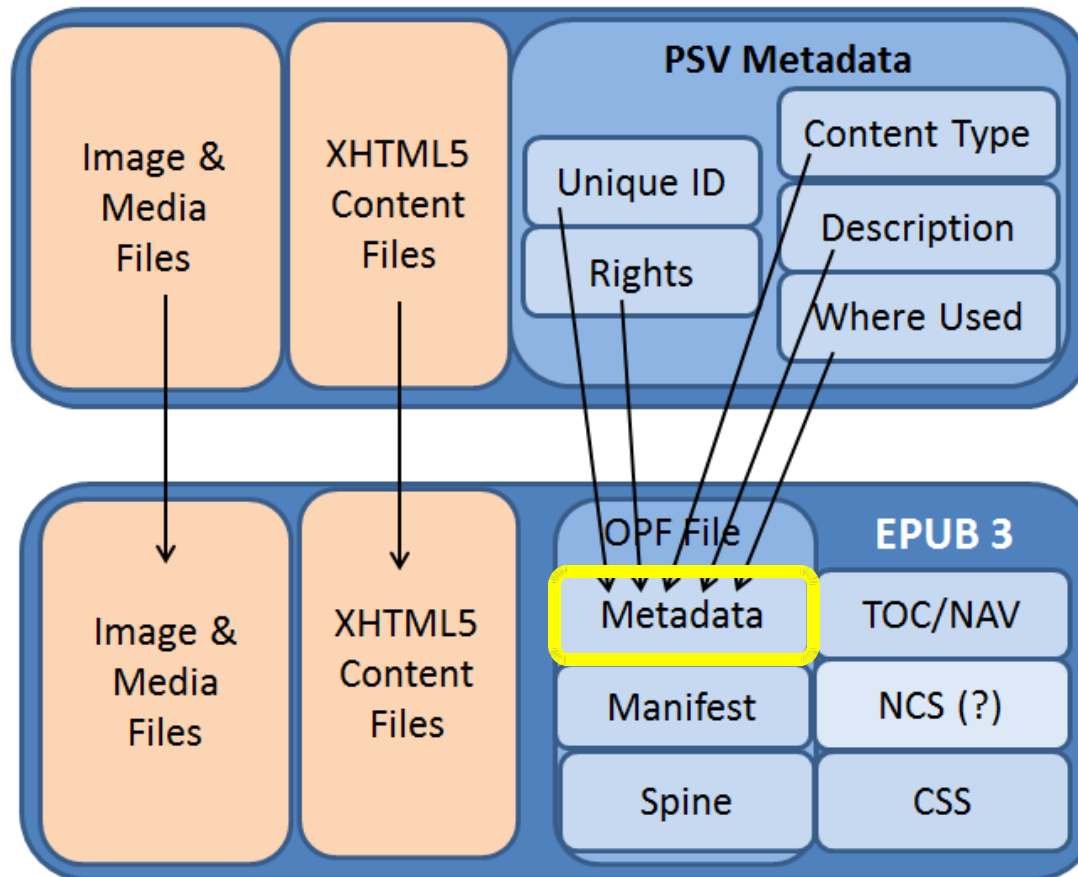 Image &
Media
Files
XHTML5
Content
Files
PSV Metadata
Unique ID
Rights
Content Type
Description
Where Used
Image &
Media
Files
XHTML5
Content
Files
OPF File
Metadata
Manifest
Spine
EPUB 3
TOC/NAV
NCS (?)
CSS